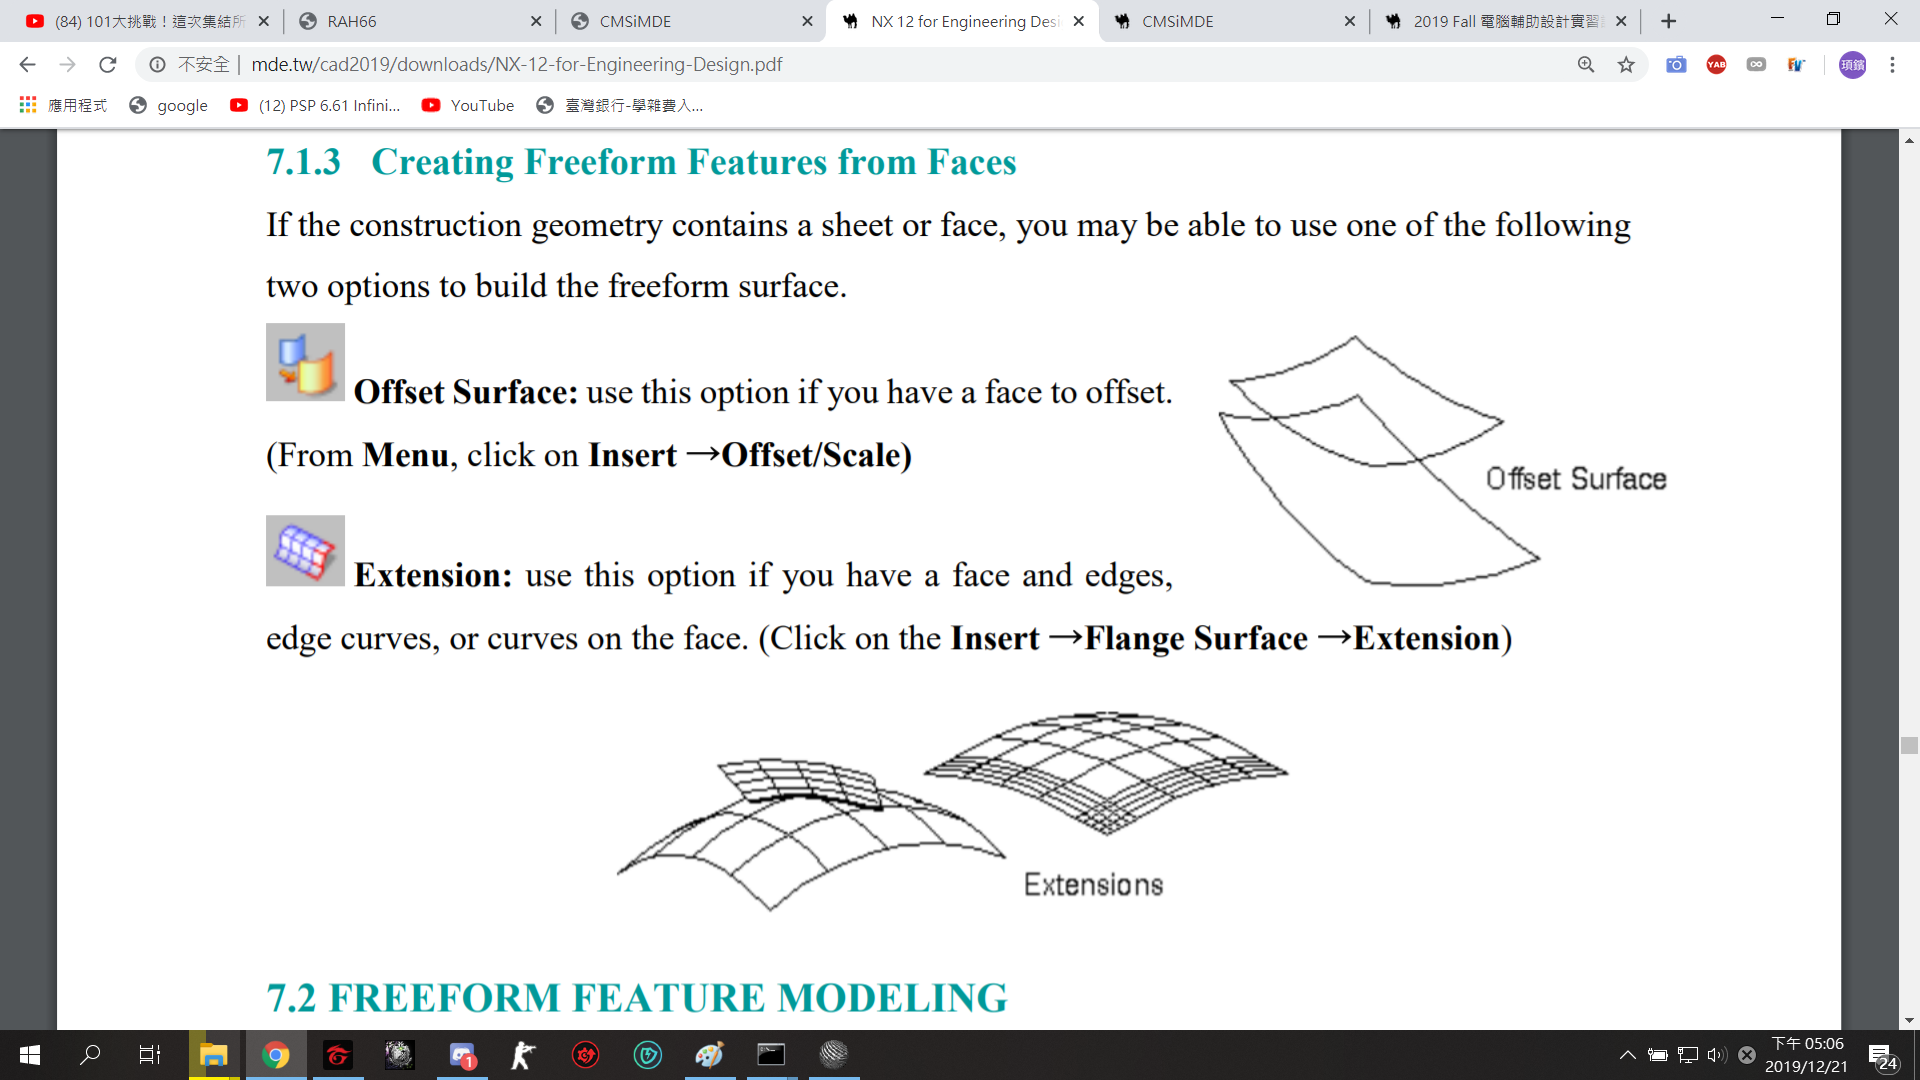 (84) 101大挑戰！這次集結所
RAH66
CMSiMDE
NX 12 for Engineering Desi
CMSiMDE
2019 Fall 電腦輔助設計實習
不安全 | mde.tw/cad2019/downloads/NX-12-for-Engineering-Design.pdf
YAB
頊鑌
應用程式
google
(12) PSP 6.61 Infini...
YouTube
臺灣銀行-學雜費入...
7.1.3 Creating Freeform Features from Faces
If the construction geometry contains a sheet or face, you may be able to use one of the following
two options to build the freeform surface.
Offset Surface: use this option if you have a face to offset.
(From Menu, click on Insert →Offset/Scale)
Offset Surface
Extension: use this option if you have a face and edges,
edge curves, or curves on the face. (Click on the Insert →Flange Surface →Extension)
Extensions
7.2 FREEFORM FEATURE MODELING
1
下午 05:06
2019/12/21
24